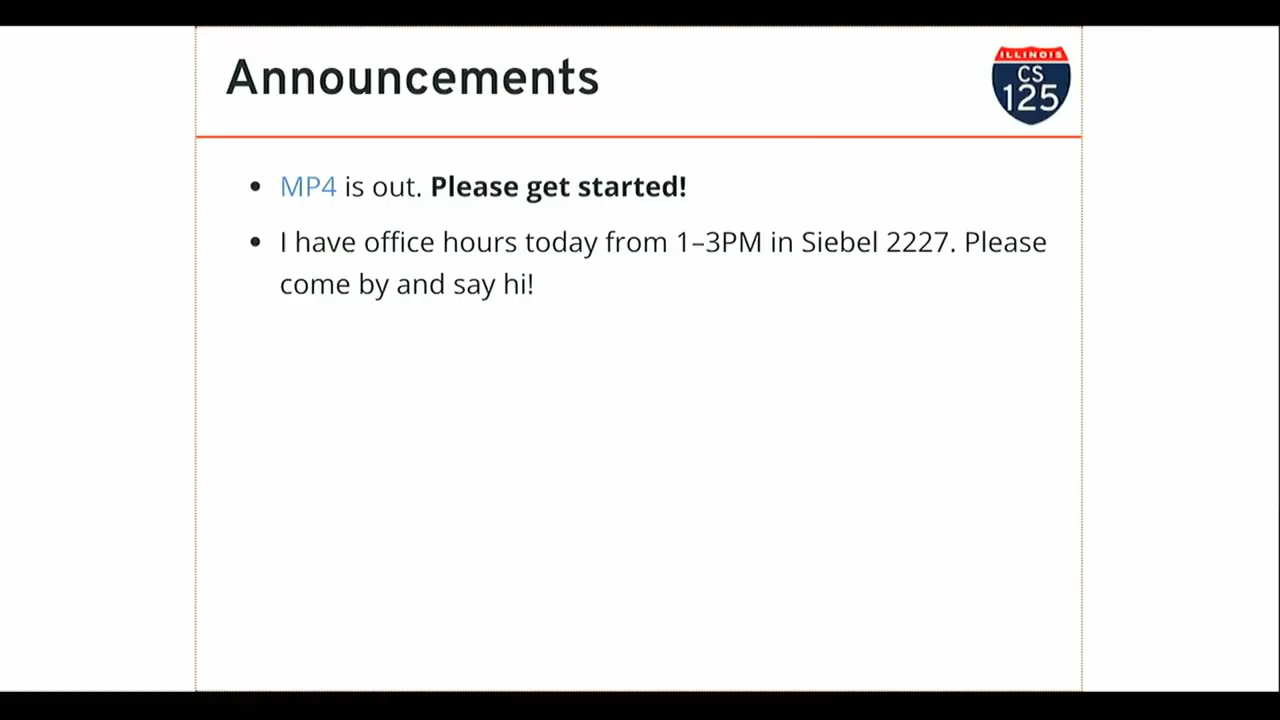 Announcements
ILLINOIS
CS
125
• MP4 is out. Please get started!
• I have office hours today from 1–3PM in Siebel 2227. Please
come by and say hi!